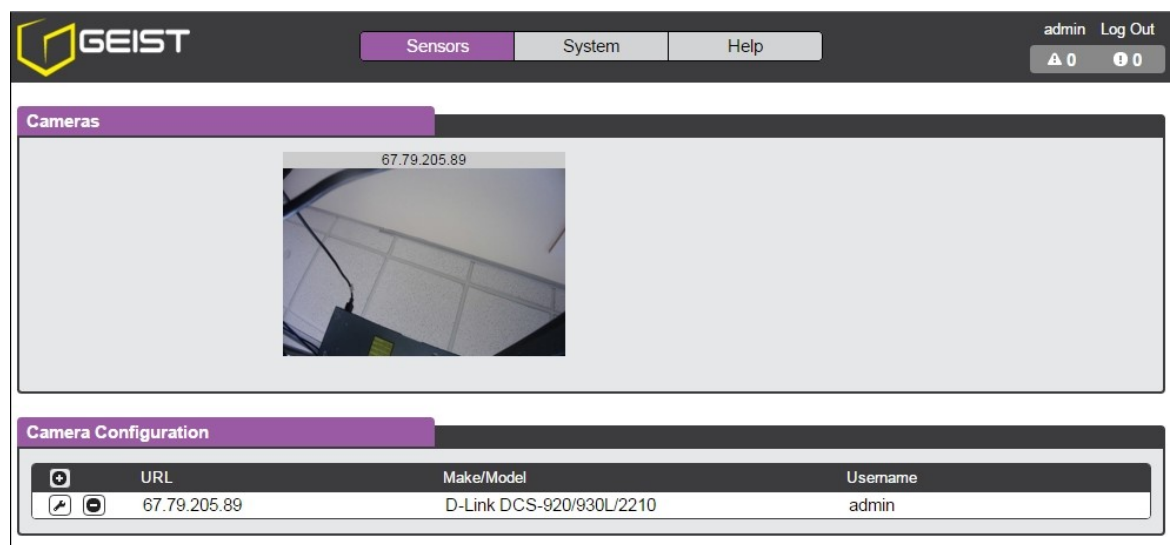 GEIST
Sensors System Help
admin Log Out
0 0
Cameras
67.79.205.89
Camera Configuration
URL Make/Model Username
67.79.205.89 D-Link DCS-920/930L/2210 admin